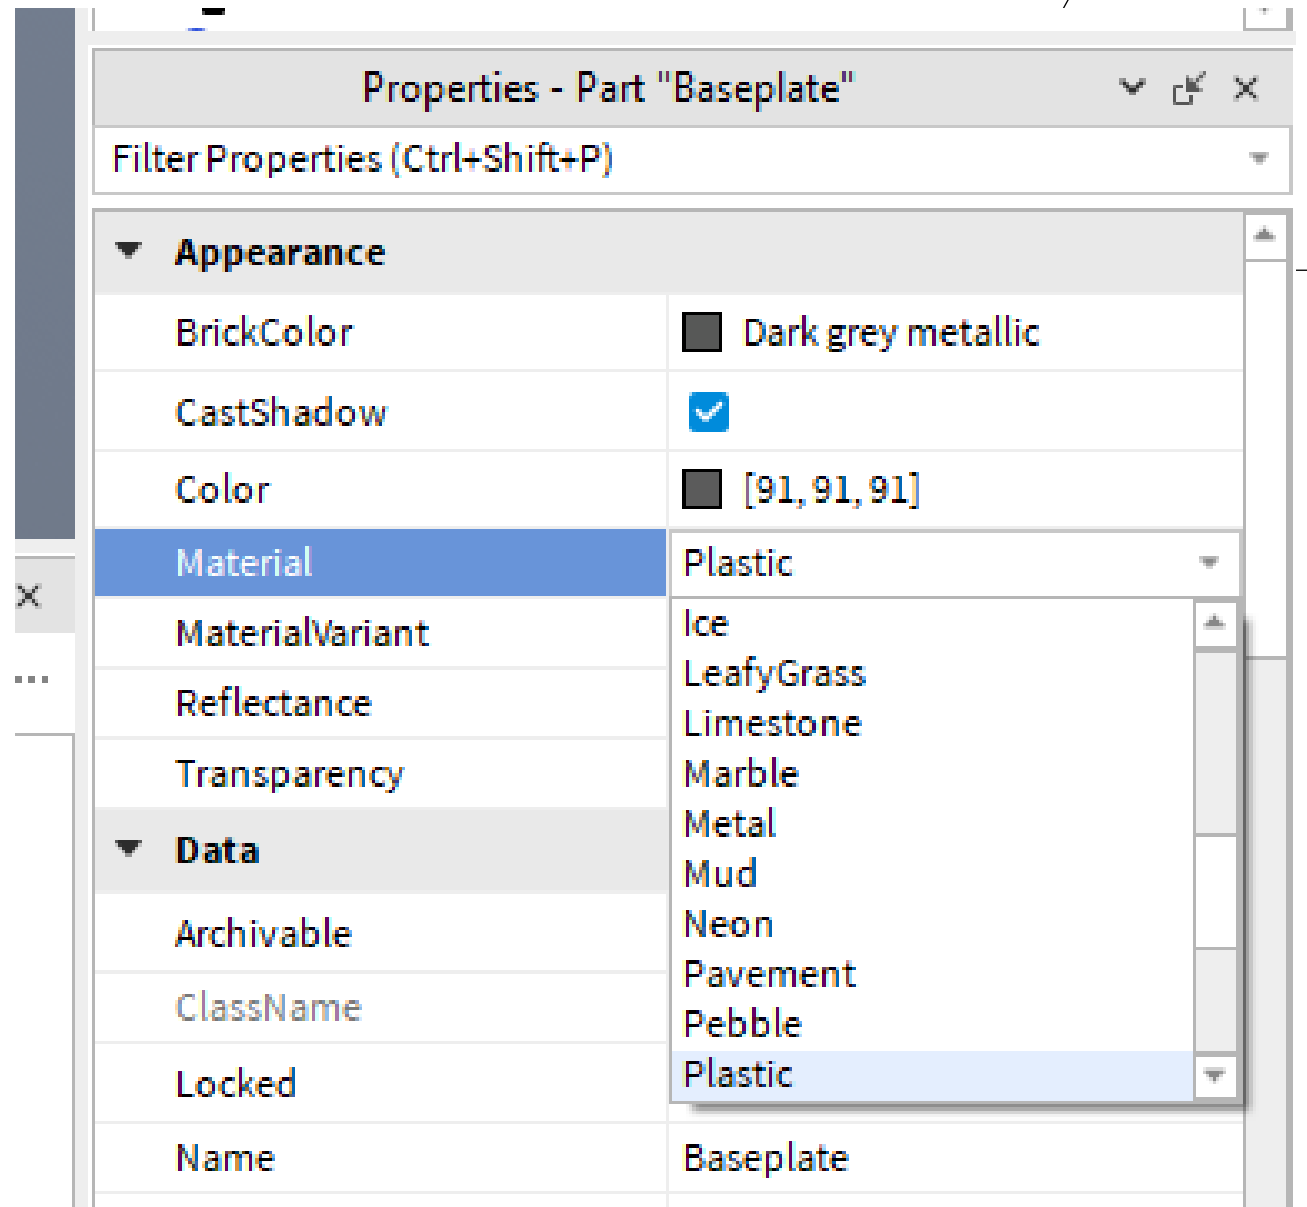 Properties - Part "Baseplate"
Filter Properties (Ctrl+Shift+P)
Appearance
BrickColor Dark grey metallic
CastShadow
Color [91, 91, 91]
Material Plastic
MaterialVariant
Reflectance
Transparency
Ice
LeafyGrass
Limestone
Marble
Metal
Mud
Neon
Pavement
Pebble
Plastic
Data
Archivable
ClassName
Locked
Name Baseplate